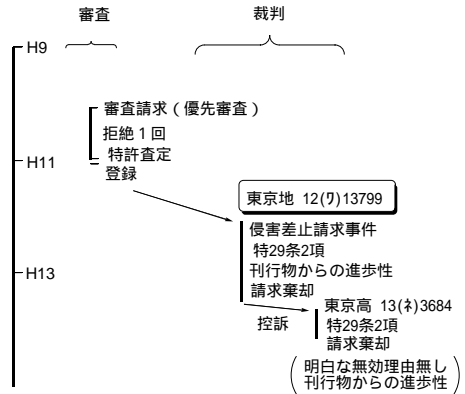 審査
裁判
H9
審査請求（優先審査）
拒絶１回
特許査定
H11
登録
東京地 12(ワ)13799
侵害差止請求事件
特29条2項
刊行物からの進歩性
H13
請求棄却
控訴
東京高 13(ネ)3684
特29条2項
請求棄却
(明白な無効理由無し
刊行物からの進歩性)